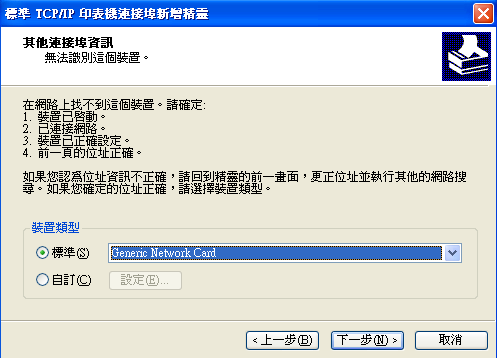 標準 TCP/IP 印表機連接埠新增精靈
其他連接埠資訊
無法識別這個裝置。
在網路上找不到這個裝置。請確定:
1. 裝置已啓動。
2. 已連接網路。
3. 裝置已正確設定。
4. 前一頁的位址正確。
如果您認爲位址資訊不正確，請回到精靈的前一畫面，更正位址並執行其他的網路搜
尋。如果您確定的位址正確，請選擇裝置類型。
裝置類型
標準(S) Generic Network Card
自訂(C) 設定(E)...
< 上一步(B) 下一步(N) > 取消